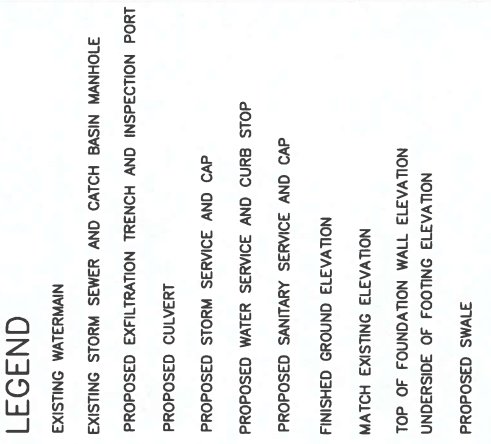 LEGEND
EXISTING WATERMAIN
EXISTING STORM SEWER AND CATCH BASIN MANHOLE
PROPOSED EXFILTRATION TRENCH AND INSPECTION PORT
PROPOSED CULVERT
PROPOSED STORM SERVICE AND CAP
PROPOSED WATER SERVICE AND CURB STOP
PROPOSED SANITARY SERVICE AND CAP
FINISHED GROUND ELEVATION
MATCH EXISTING ELEVATION
TOP OF FOUNDATION WALL ELEVATION
UNDERSIDE OF FOOTING ELEVATION
PROPOSED SWALE